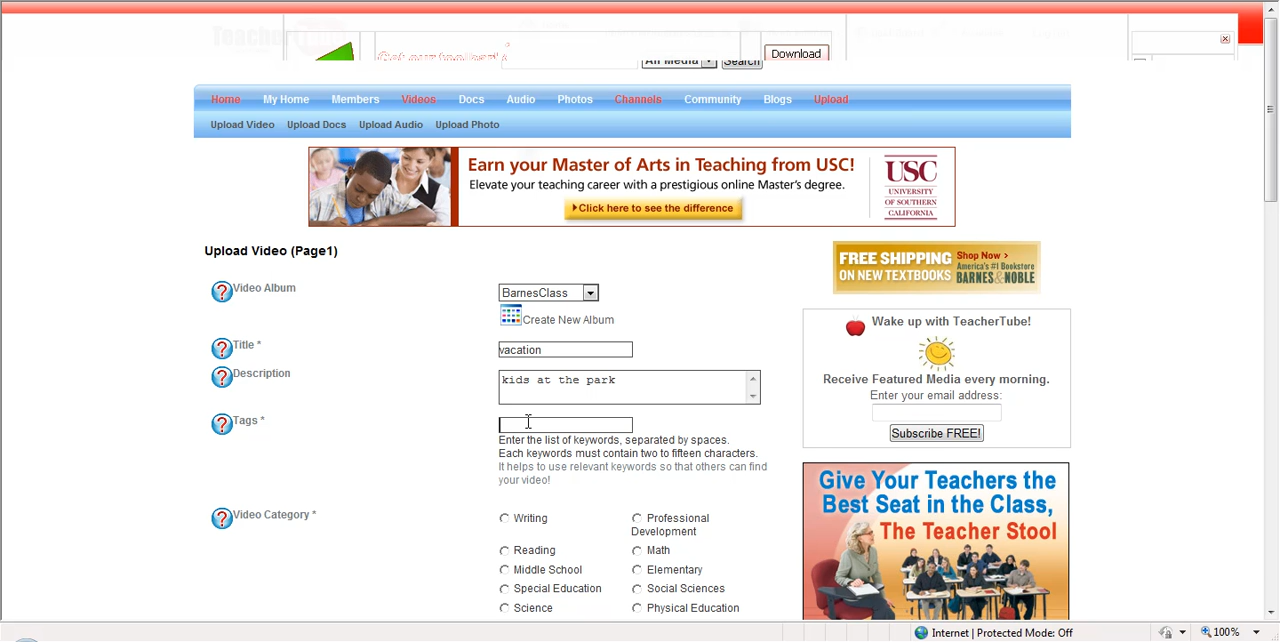 Download
All Media Search
Home My Home Members Videos Docs Audio Photos Channels Community Blogs Upload
Upload Video Upload Docs Upload Audio Upload Photo
Earn your Master of Arts in Teaching from USC!
Elevate your teaching career with a prestigious online Master's degree.
Click here to see the difference
USC
UNIVERSITY
OF SOUTHERN
CALIFORNIA
Upload Video (Page1)
FREE SHIPPING
ON NEW TEXTBOOKS
Shop Now >
America's #1 Bookstore
BARNES&NOBLE
Video Album
BarnesClass
Create New Album
Title *
vacation
Description
kids at the park
Tags *
Enter the list of keywords, separated by spaces.
Each keywords must contain two to fifteen characters.
It helps to use relevant keywords so that others can find
your video!
Wake up with TeacherTube!
Receive Featured Media every morning.
Enter your email address:
Subscribe FREE!
Video Category *
Writing
Professional
Development
Reading
Math
Middle School
Elementary
Special Education
Social Sciences
Science
Physical Education
Give Your Teachers the
Best Seat in the Class,
The Teacher Stool
Internet | Protected Mode: Off
100%